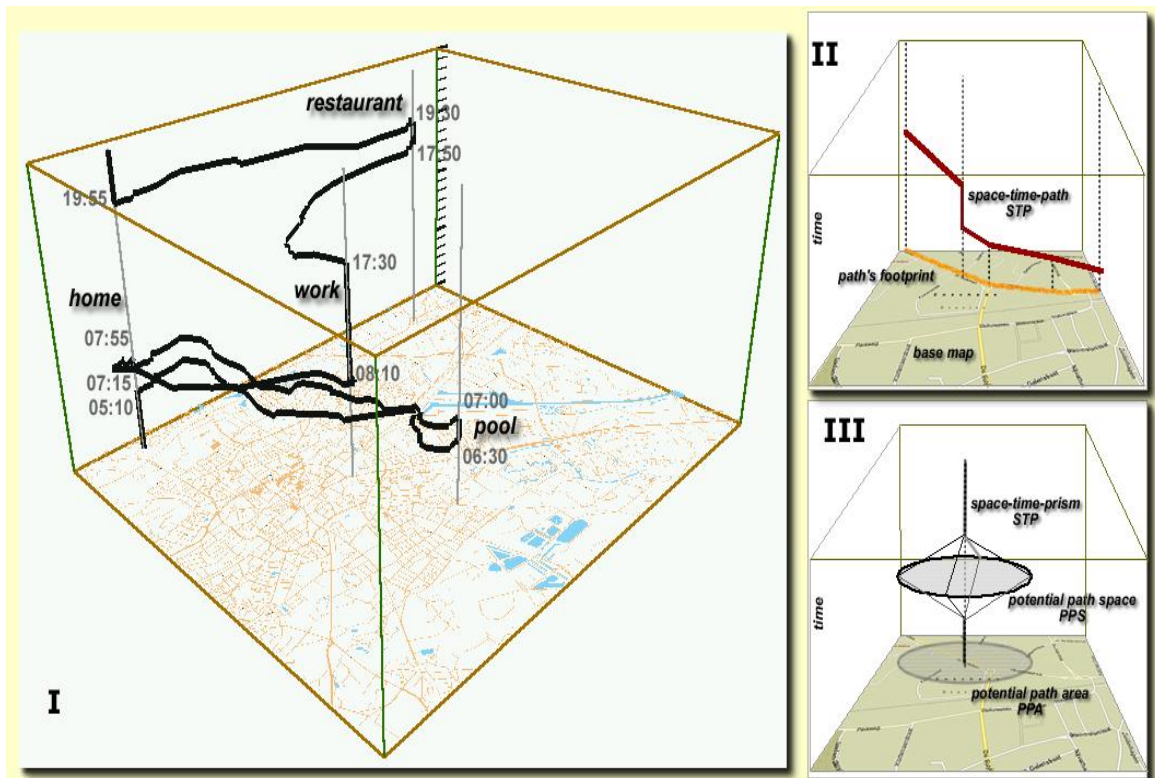 restaurant
19:30
17:50
19:55
17:30
home
work
07:55
07:15
08:10
05:10
07:00
pool
06:30
I
II
space-time-path
STP
time
path's footprint
base map
III
space-time-prism
STP
time
potential path space
PPS
potential path area
PPA